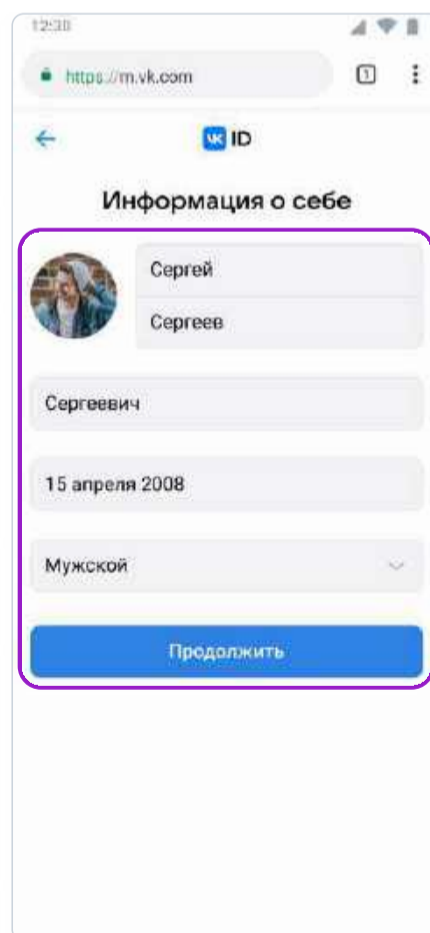 12:30
https://m.vk.com
1
VK ID
Информация о себе
Сергей
Сергеев
Сергеевич
15 апреля 2008
Мужской
Продолжить